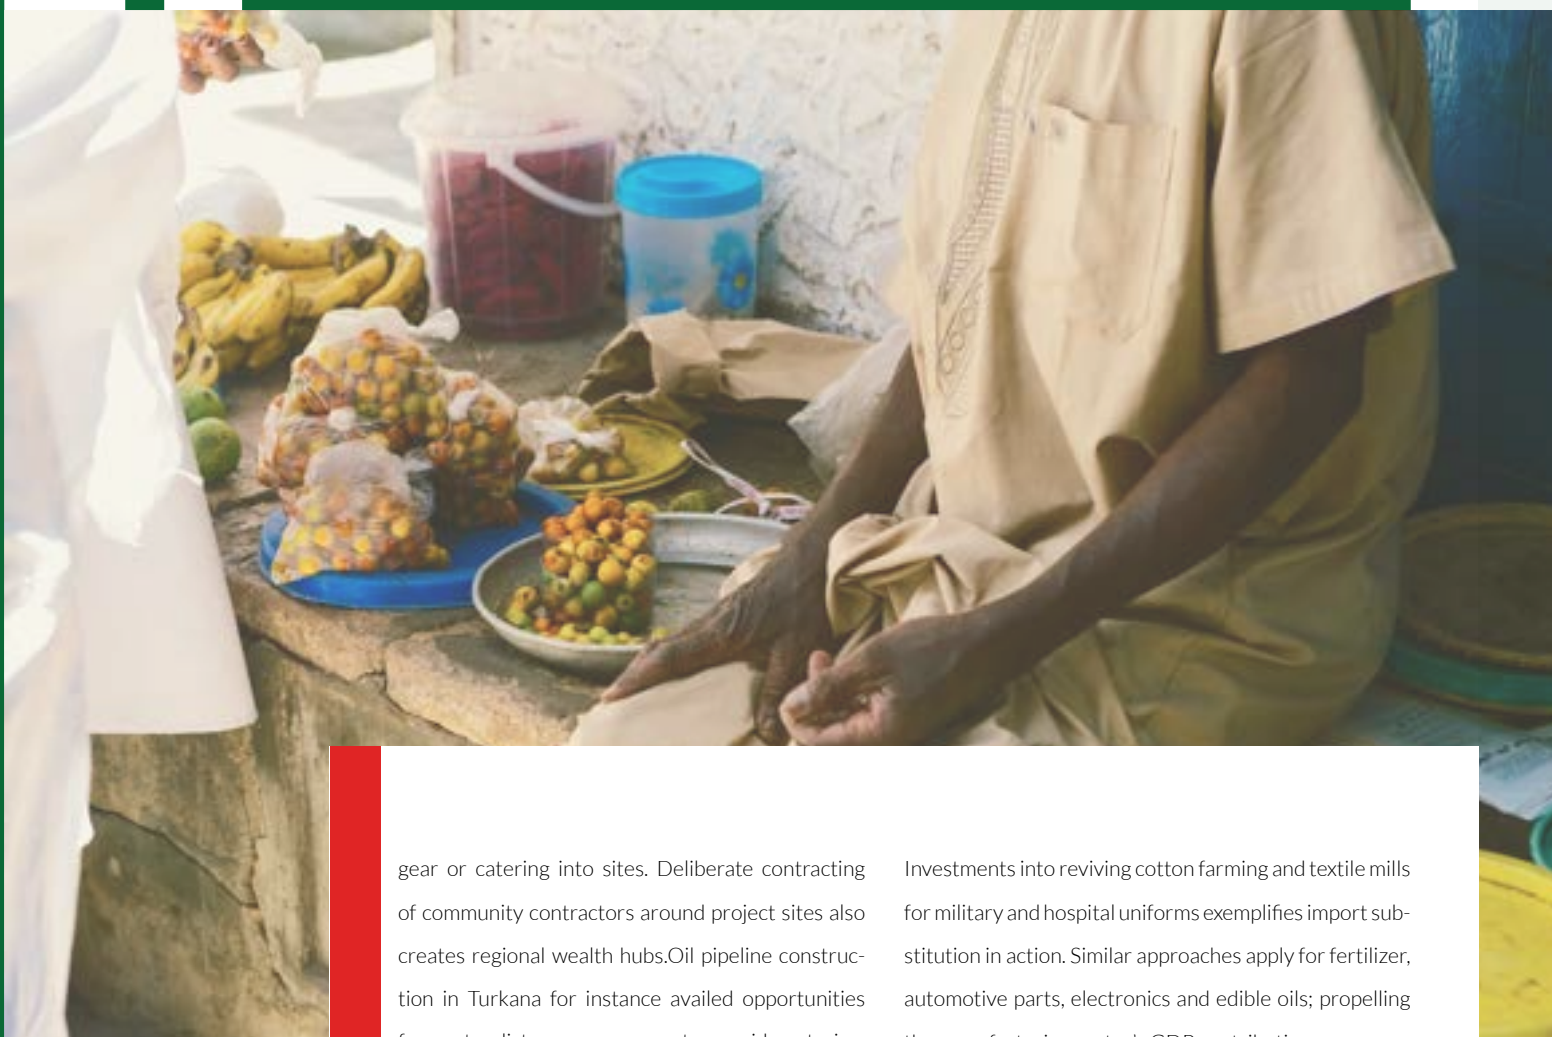 gear or catering into sites. Deliberate contracting
of community contractors around project sites also
creates regional wealth hubs.Oil pipeline construc-
tion in Turkana for instance availed opportunities
Investments into reviving cotton farming and textile mills
for military and hospital uniforms exemplifies import sub-
stitution in action. Similar approaches apply for fertilizer,
automotive parts, electronics and edible oils; propelling